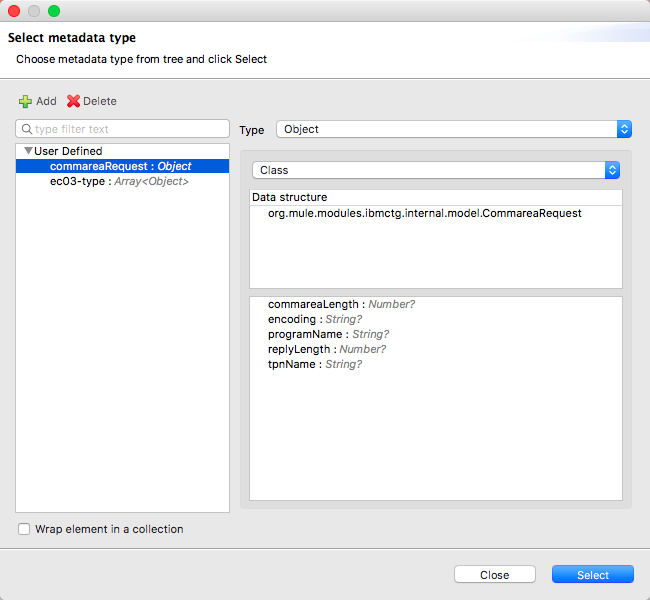 Select metadata type
Choose metadata type from tree and click Select
Add Delete
type filter text
Type Object
User Defined
commareaRequest : Object
ec03-type : Array<Object>
Class
Data structure
org.mule.modules.ibmctg.internal.model.CommareaRequest
commareaLength : Number?
encoding : String?
programName : String?
replyLength : Number?
tpnName : String?
Wrap element in a collection
Close Select